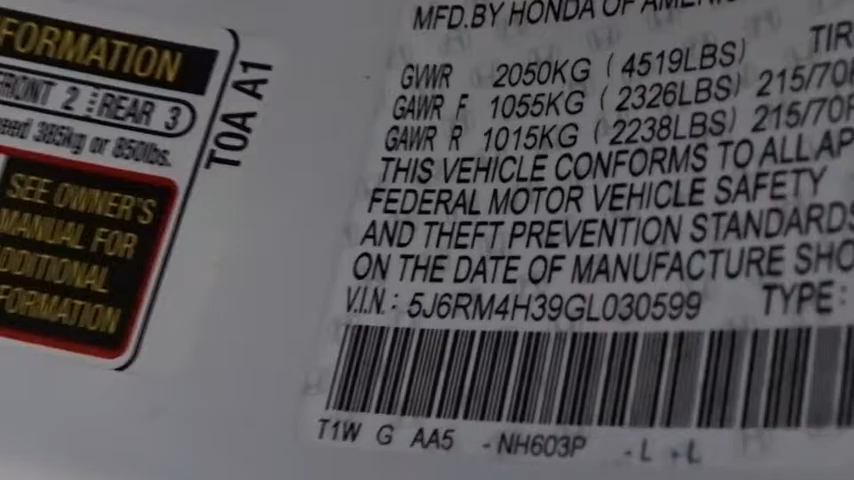 FORMATION
FRONT 2 REAR 3
385kg or 850lbs.
SEE OWNER'S
MANUAL FOR
ADDITIONAL
FORMATION
T0A A1
MFD.BY HONDA OF AMERI
GVWR 2050KG ( 4519LBS) TIR
GAWR F 1055KG ( 2326LBS) 215/70R
GAWR R 1015KG ( 2238LBS) 215/70R
THIS VEHICLE CONFORMS TO ALL AP
FEDERAL MOTOR VEHICLE SAFETY
AND THEFT PREVENTION STANDARDS
ON THE DATE OF MANUFACTURE SHO
V.I.N.: 5J6RM4H39GL030599 TYPE:
T1W G AA5 -NH603P -L -L